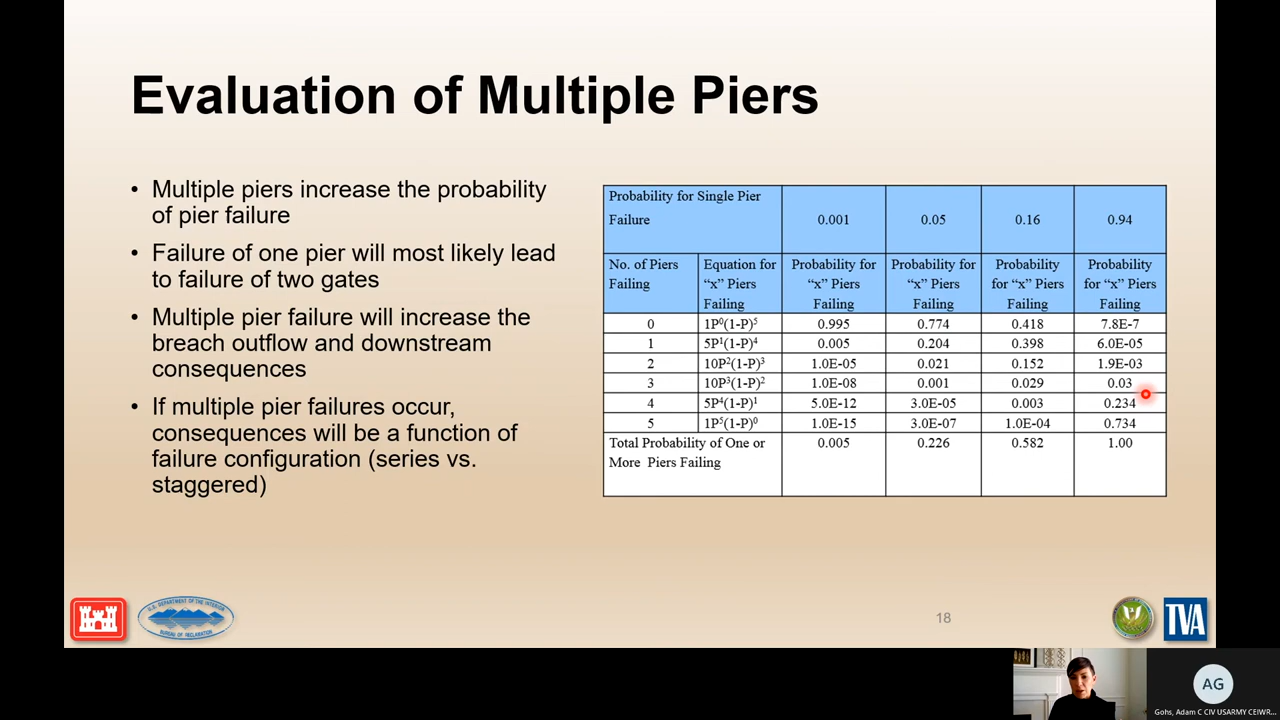 Evaluation of Multiple Piers
• Multiple piers increase the probability
of pier failure
• Failure of one pier will most likely lead
to failure of two gates
• Multiple pier failure will increase the
breach outflow and downstream
consequences
• If multiple pier failures occur,
consequences will be a function of
failure configuration (series vs.
staggered)
Probability for Single Pier
Failure 0.001 0.05 0.16 0.94
No. of Piers Equation for Probability for Probability for Probability Probability
Failing "x" Piers "x" Piers "x" Piers for "x" Piers for "x" Piers
Failing Failing Failing Failing Failing
0 1P⁰(1-P)⁵ 0.995 0.774 0.418 7.8E-7
1 5P¹(1-P)⁴ 0.005 0.204 0.398 6.0E-05
2 10P²(1-P)³ 1.0E-05 0.021 0.152 1.9E-03
3 10P³(1-P)² 1.0E-08 0.001 0.029 0.03
4 5P⁴(1-P)¹ 5.0E-12 3.0E-05 0.003 0.234
5 1P⁵(1-P)⁰ 1.0E-15 3.0E-07 1.0E-04 0.734
Total Probability of One or 0.005 0.226 0.582 1.00
More Piers Failing
U.S. DEPARTMENT OF THE INTERIOR
BUREAU OF RECLAMATION
18
TVA
AG
Gohs, Adam C CIV USARMY CEIWR...